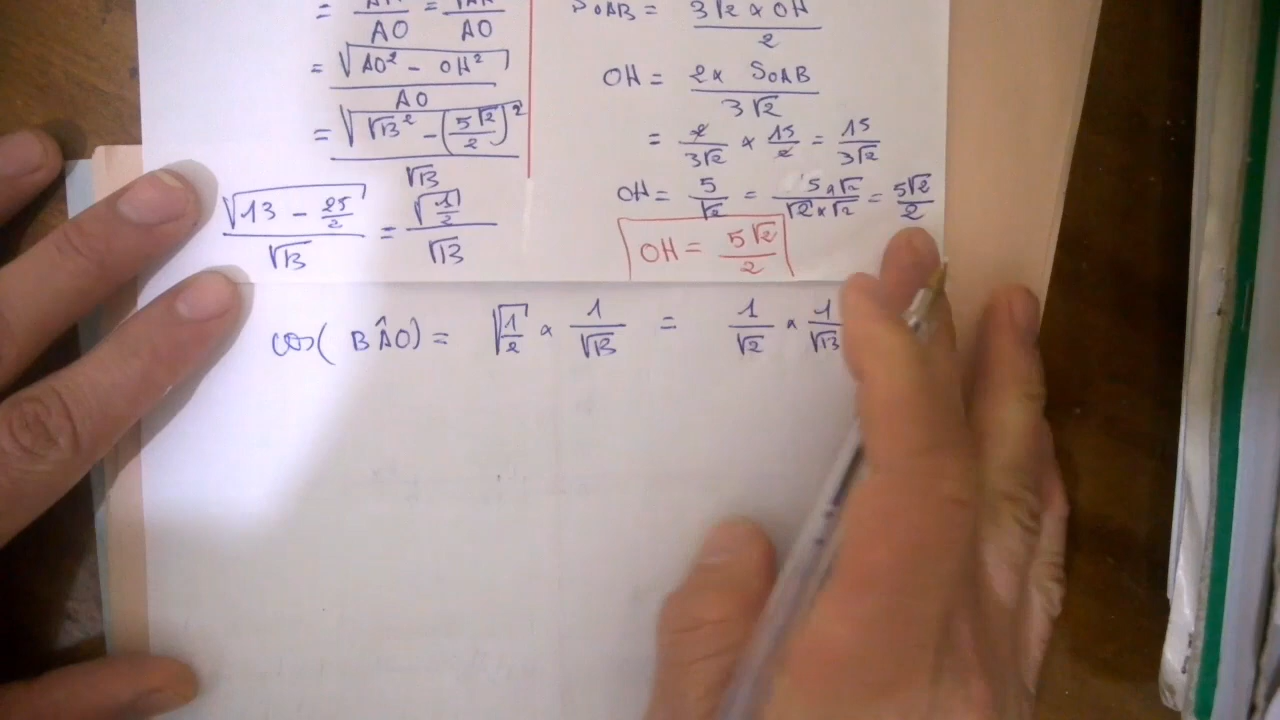 = AH/AO = √AH²/AO
= √(AO² - OH²)/AO
= √(√13² - (5√2/2)²)/√13
√(13 - 25/2)/√13 = √(1/2)/√13
S OAB = 3√2 × OH/2
OH = 2 × S OAB/3√2
= 2/3√2 × 15/2 = 15/3√2
OH = 5/√2 = 5×√2/√2×√2 = 5√2/2
OH = 5√2/2
cos(BÂO) = √(1/2) × 1/√13 = 1/√2 × 1/√13